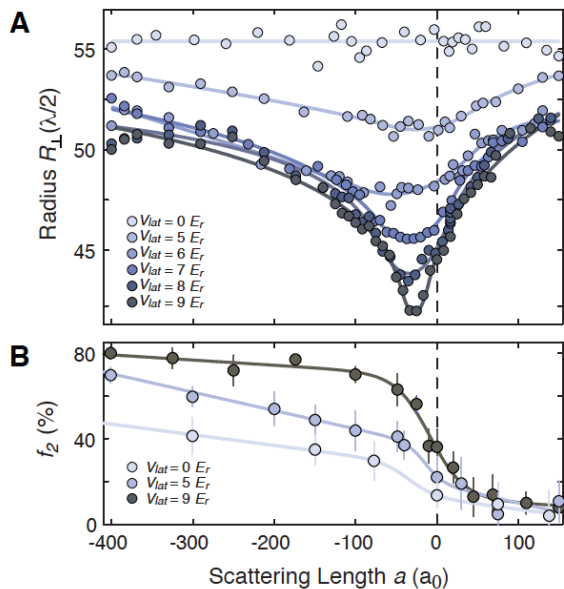 A
Radius R⊥(λ/2)
55
50
45
Vlat = 0 Er
Vlat = 5 Er
Vlat = 6 Er
Vlat = 7 Er
Vlat = 8 Er
Vlat = 9 Er
B
f2 (%)
80
40
0
Vlat = 0 Er
Vlat = 5 Er
Vlat = 9 Er
-400 -300 -200 -100 0 100
Scattering Length a (a0)